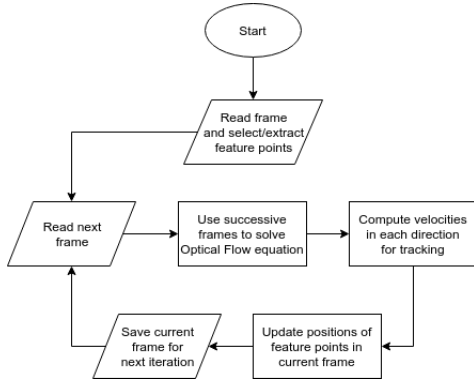 Start
Read frame
and select/extract
feature points
Read next
frame
Use successive
frames to solve
Optical Flow equation
Compute velocities
in each direction
for tracking
Update positions of
feature points in
current frame
Save current
frame for
next iteration